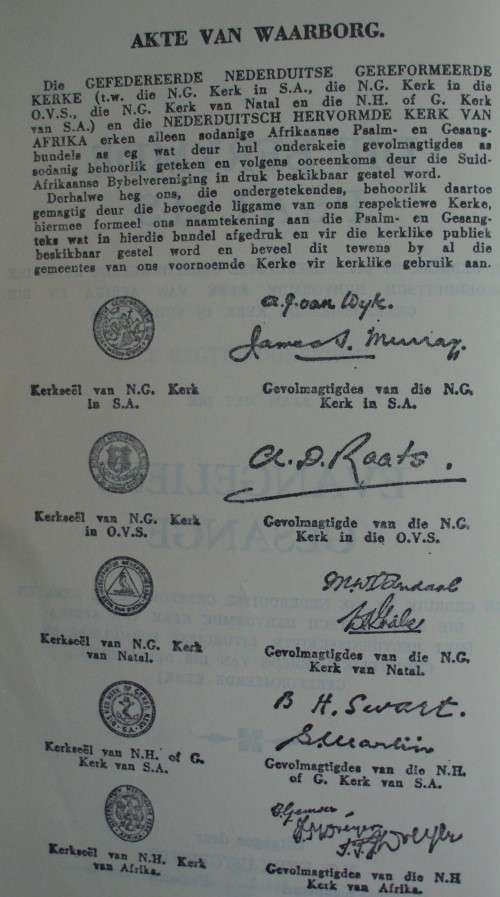 AKTE VAN WAARBORG.
Die GEFEDEREERDE NEDERDUITSE GEREFORMEERDE
KERKE (t.w. die N.G. Kerk in S.A., die N.G. Kerk in die
O.V.S., die N.G. Kerk van Natal en die N.H. of G. Kerk
van S.A.) en die NEDERDUITSCH HERVORMDE KERK VAN
AFRIKA erken alleen sodanige Afrikaanse Psalm- en Gesang-
bundels as eg wat deur hul onderskeie gevolmagtigdes as
sodanig behoorlik geteken en volgens ooreenkoms deur die Suid-
Afrikaanse Bybelvereniging in druk beskikbaar gestel word.
Derhalwe heg ons, die ondergetekendes, behoorlik daartoe
gemagtig deur die bevoegde liggame van ons respektiewe Kerke,
hiermee formeel ons naamtekening aan die Psalm- en Gesang-
teks wat in hierdie bundel afgedruk en vir die kerklike publiek
beskikbaar gestel word en beveel dit tewens by al die
gemeentes van ons voornoemde Kerke vir kerklike gebruik aan.
A. J. van Wyk.
James S. Murray
Kerkseël van N.G. Kerk
in S.A.
Gevolmagtigdes van die N.G.
Kerk in S.A.
A. D. Raats.
Kerkseël van N.G. Kerk
in O.V.S.
Gevolmagtigde van die N.G.
Kerk in die O.V.S.
Kerkseël van N.G. Kerk
van Natal.
Gevolmagtigdes van die N.G.
Kerk van Natal.
B H. Swart.
S. Martin
Kerkseël van N.H. of G.
Kerk van S.A.
Gevolmagtigdes van die N.H.
of G. Kerk van S.A.
Kerkseël van N.H. Kerk
van Afrika.
Gevolmagtigdes van die N.H
Kerk van Afrika.